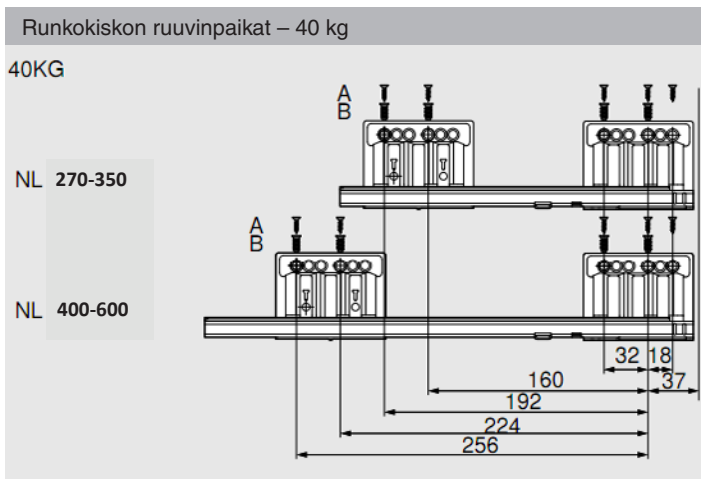 Runkokiskon ruuvinpaikat – 40 kg
40KG
A
B
NL 270-350
A
B
NL 400-600
32 18
160 37
192
224
256